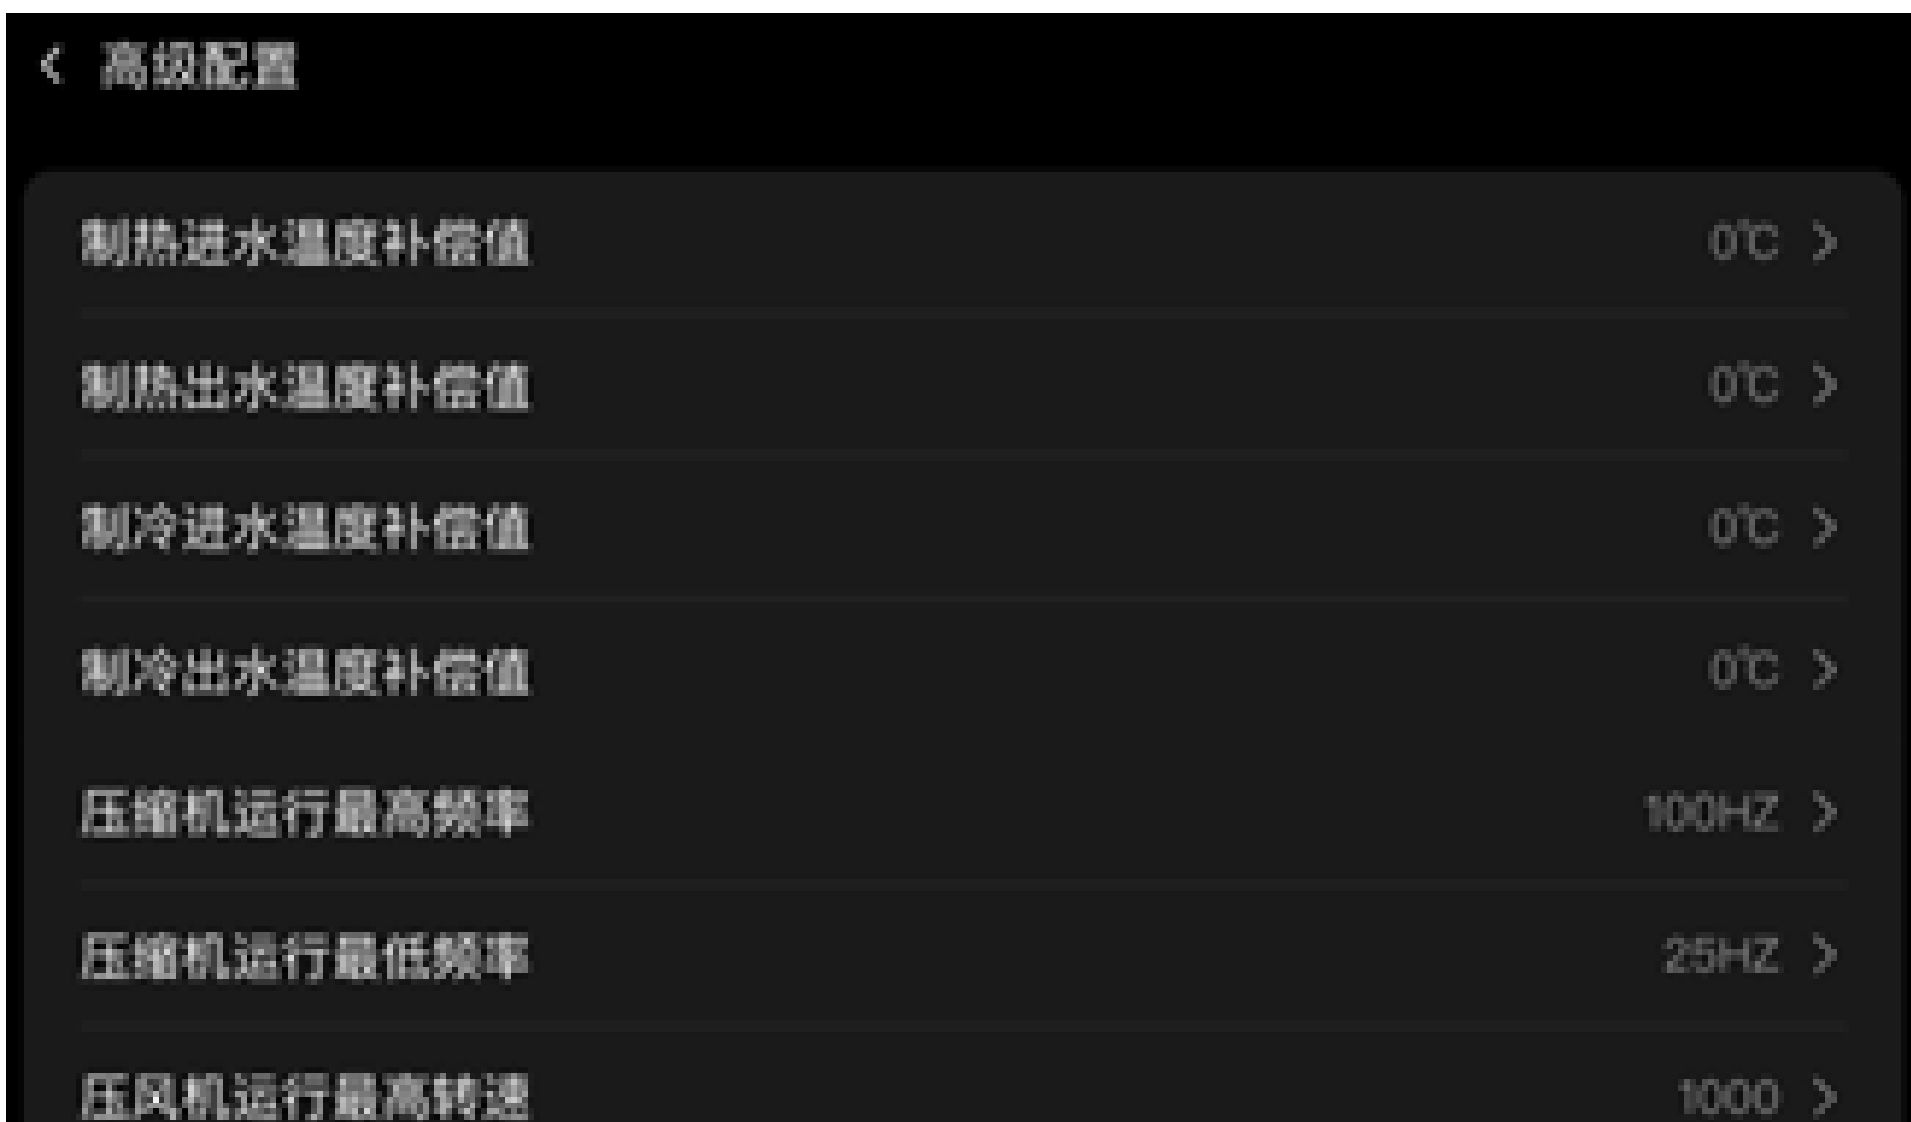 高级配置
制热进水温度补偿值 0℃
制热出水温度补偿值 0℃
制冷进水温度补偿值 0℃
制冷出水温度补偿值 0℃
压缩机运行最高频率 100HZ
压缩机运行最低频率 25HZ
压风机运行最高转速 1000